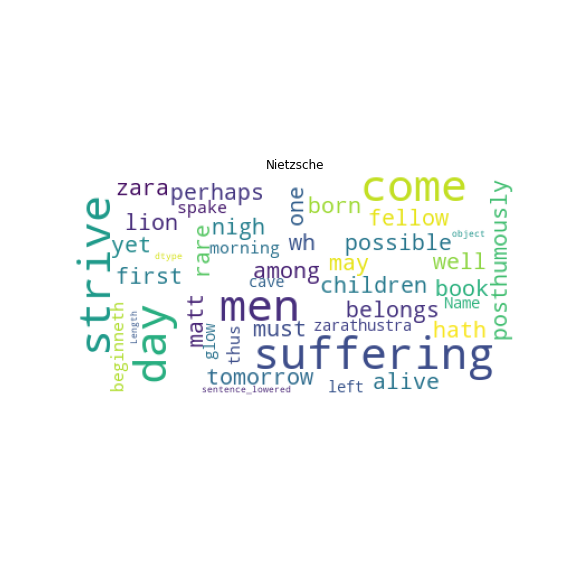 Nietzsche
zara
perhaps
come
strive
lion
spake
one
born
fellow
posthumously
yet
nigh
rare
morning
wh
possible
object
dtype
first
among
may
well
cave
children
book
day
men
matt
belongs
Name
beginneth
Length
glow
thus
must
zarathustra
hath
suffering
tomorrow
sentence_lowered
left
alive